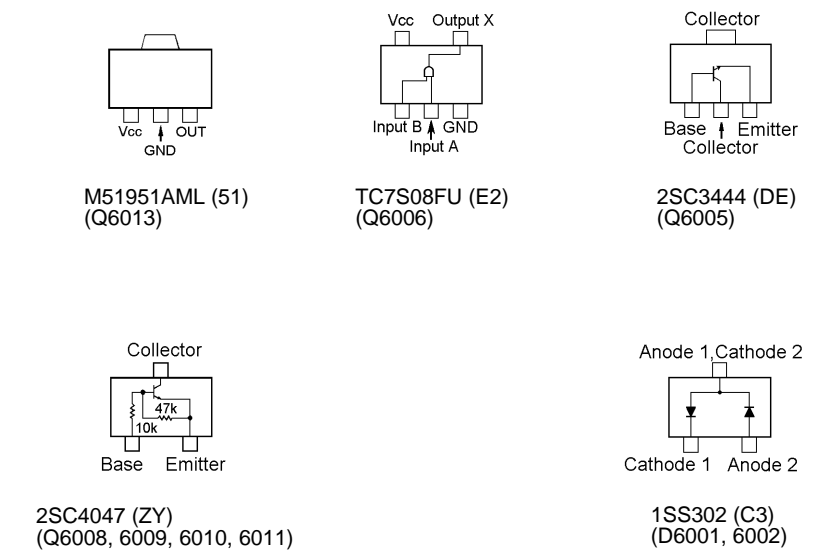 Vcc
OUT
GND
M51951AML (51)
(Q6013)
Vcc Output X
Input B GND
Input A
TC7S08FU (E2)
(Q6006)
Collector
Base Emitter
Collector
2SC3444 (DE)
(Q6005)
Collector
47k
10k
Base Emitter
2SC4047 (ZY)
(Q6008, 6009, 6010, 6011)
Anode 1,Cathode 2
Cathode 1 Anode 2
1SS302 (C3)
(D6001, 6002)